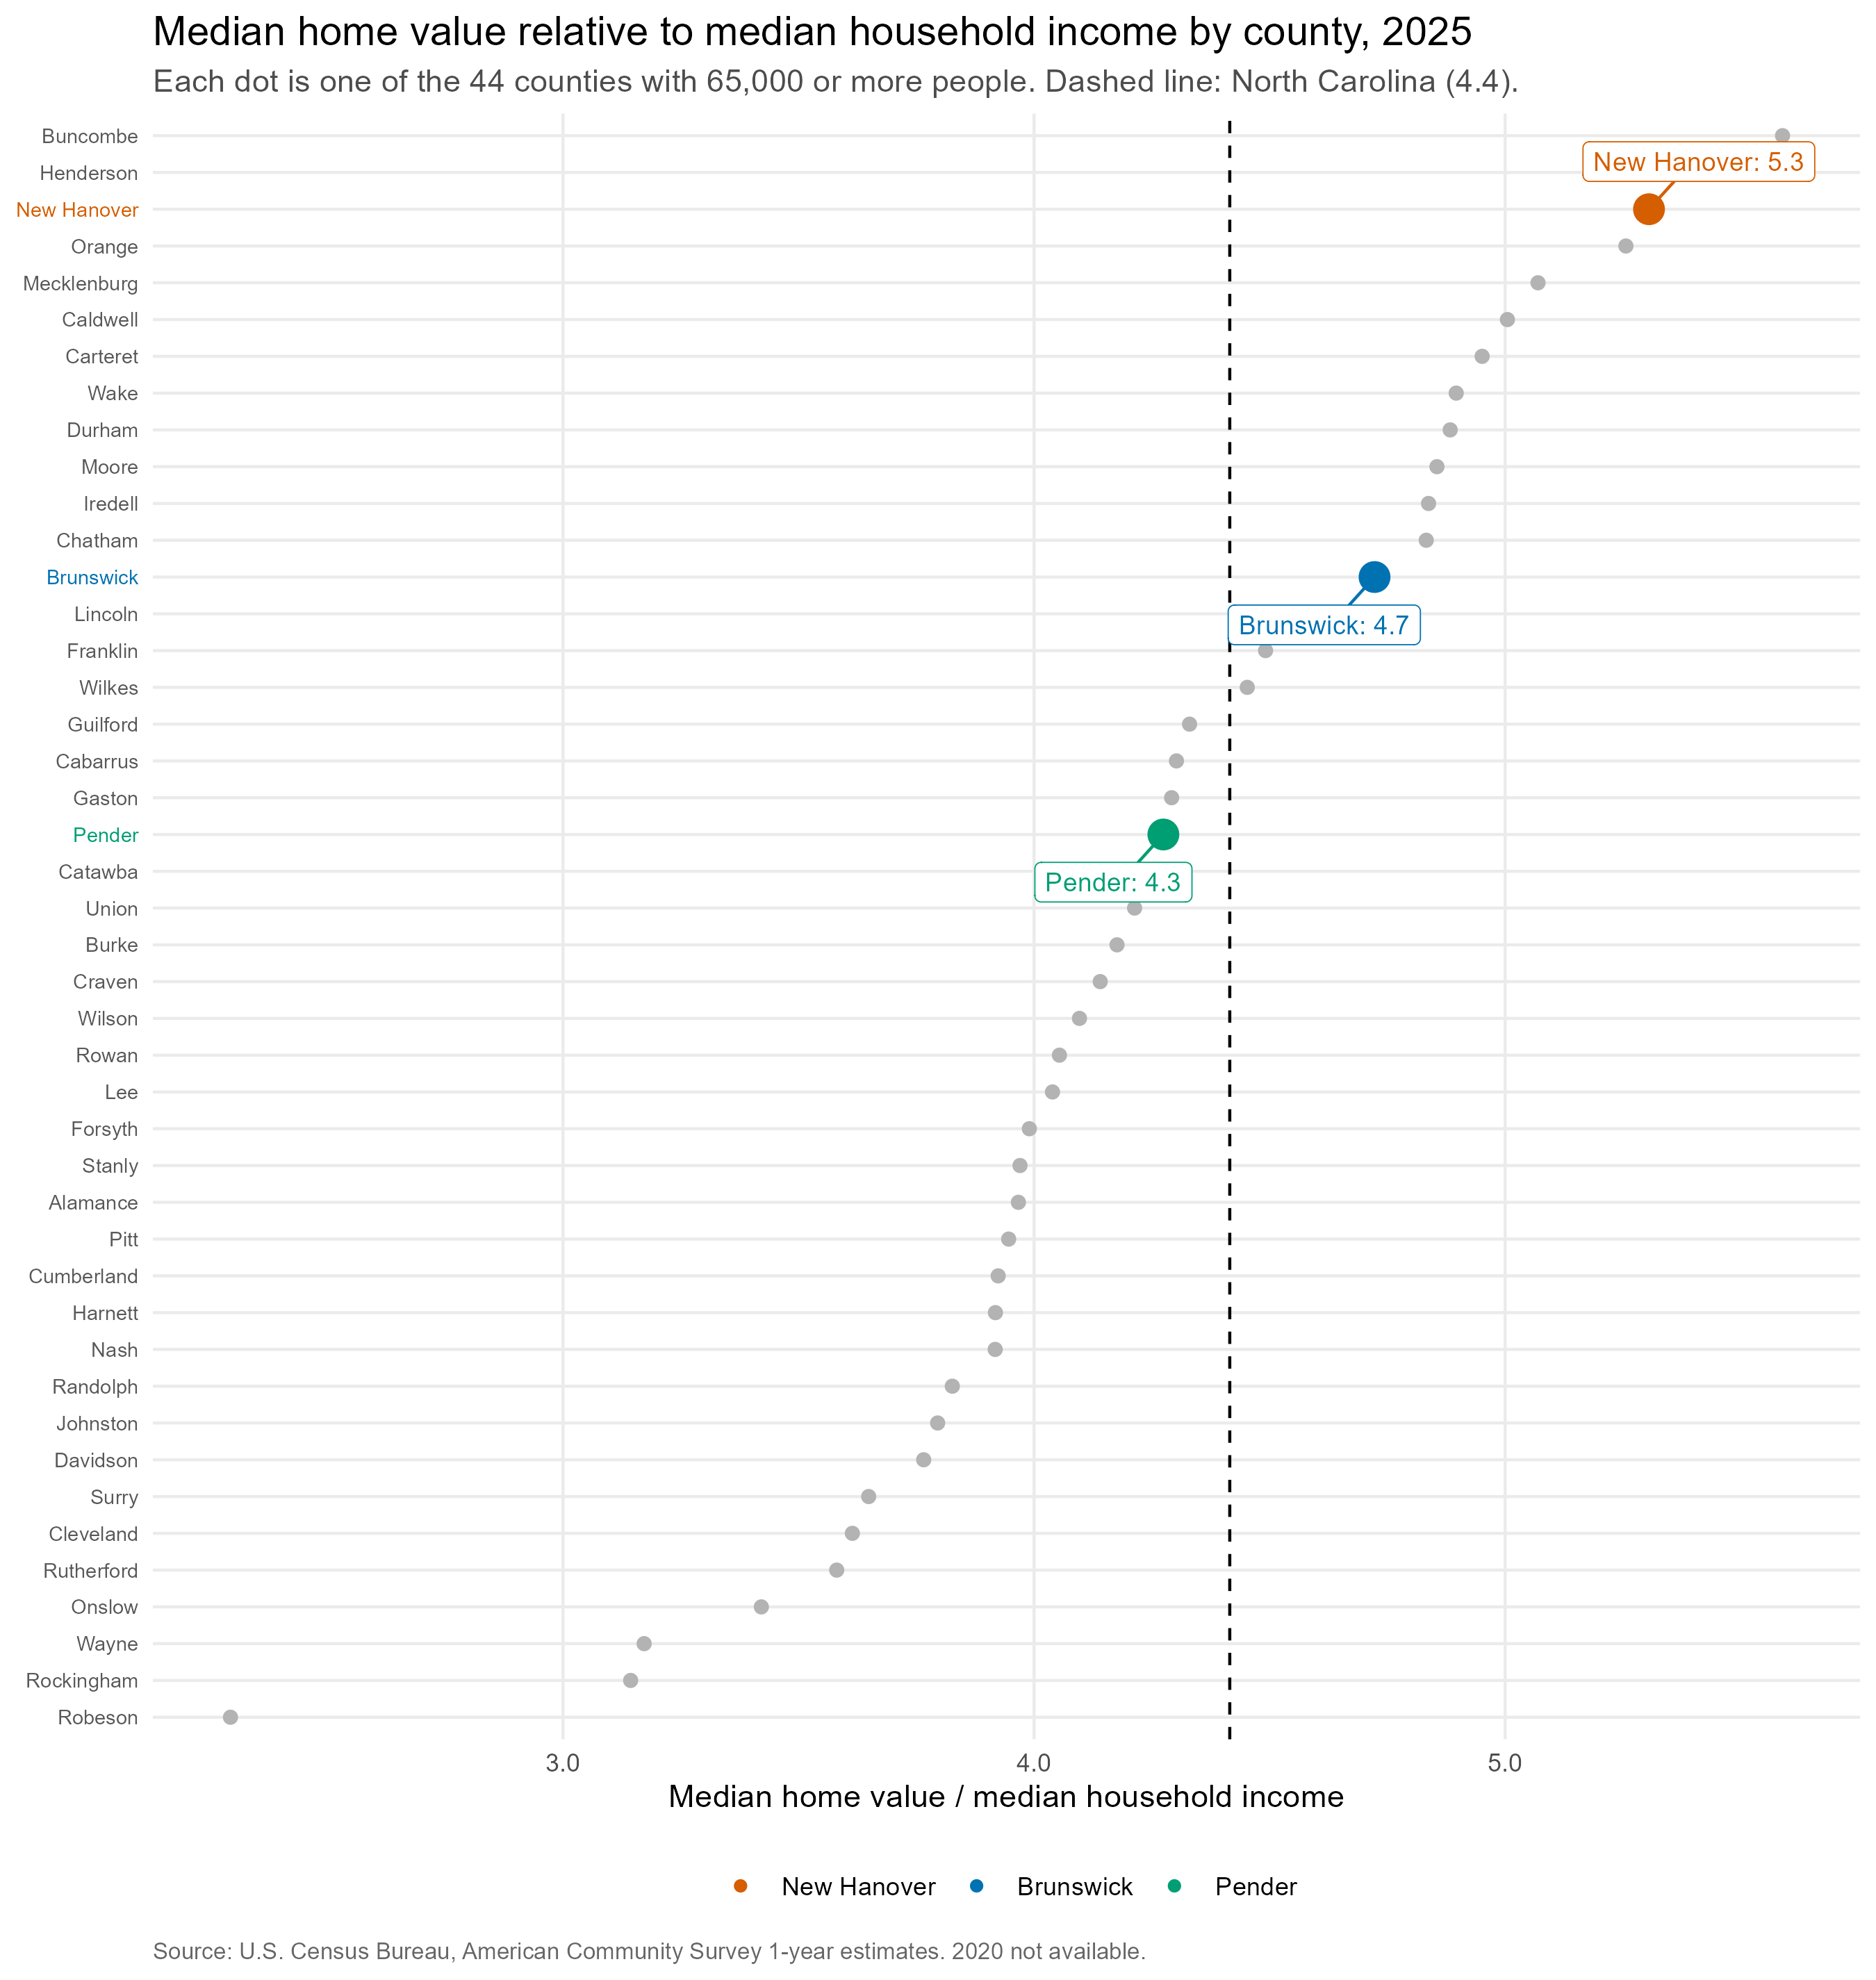 Median home value relative to median household income by county, 2025
Each dot is one of the 44 counties with 65,000 or more people. Dashed line: North Carolina (4.4).
Buncombe
New Hanover: 5.3
Henderson
New Hanover
Orange
Mecklenburg
Caldwell
Carteret
Wake
Durham
Moore
Iredell
Chatham
Brunswick
Lincoln
Brunswick: 4.7
Franklin
Wilkes
Guilford
Cabarrus
Gaston
Pender
Catawba
Pender: 4.3
Union
Burke
Craven
Wilson
Rowan
Lee
Forsyth
Stanly
Alamance
Pitt
Cumberland
Harnett
Nash
Randolph
Johnston
Davidson
Surry
Cleveland
Rutherford
Onslow
Wayne
Rockingham
Robeson
3.0 4.0 5.0
Median home value / median household income
New Hanover Brunswick Pender
Source: U.S. Census Bureau, American Community Survey 1-year estimates. 2020 not available.